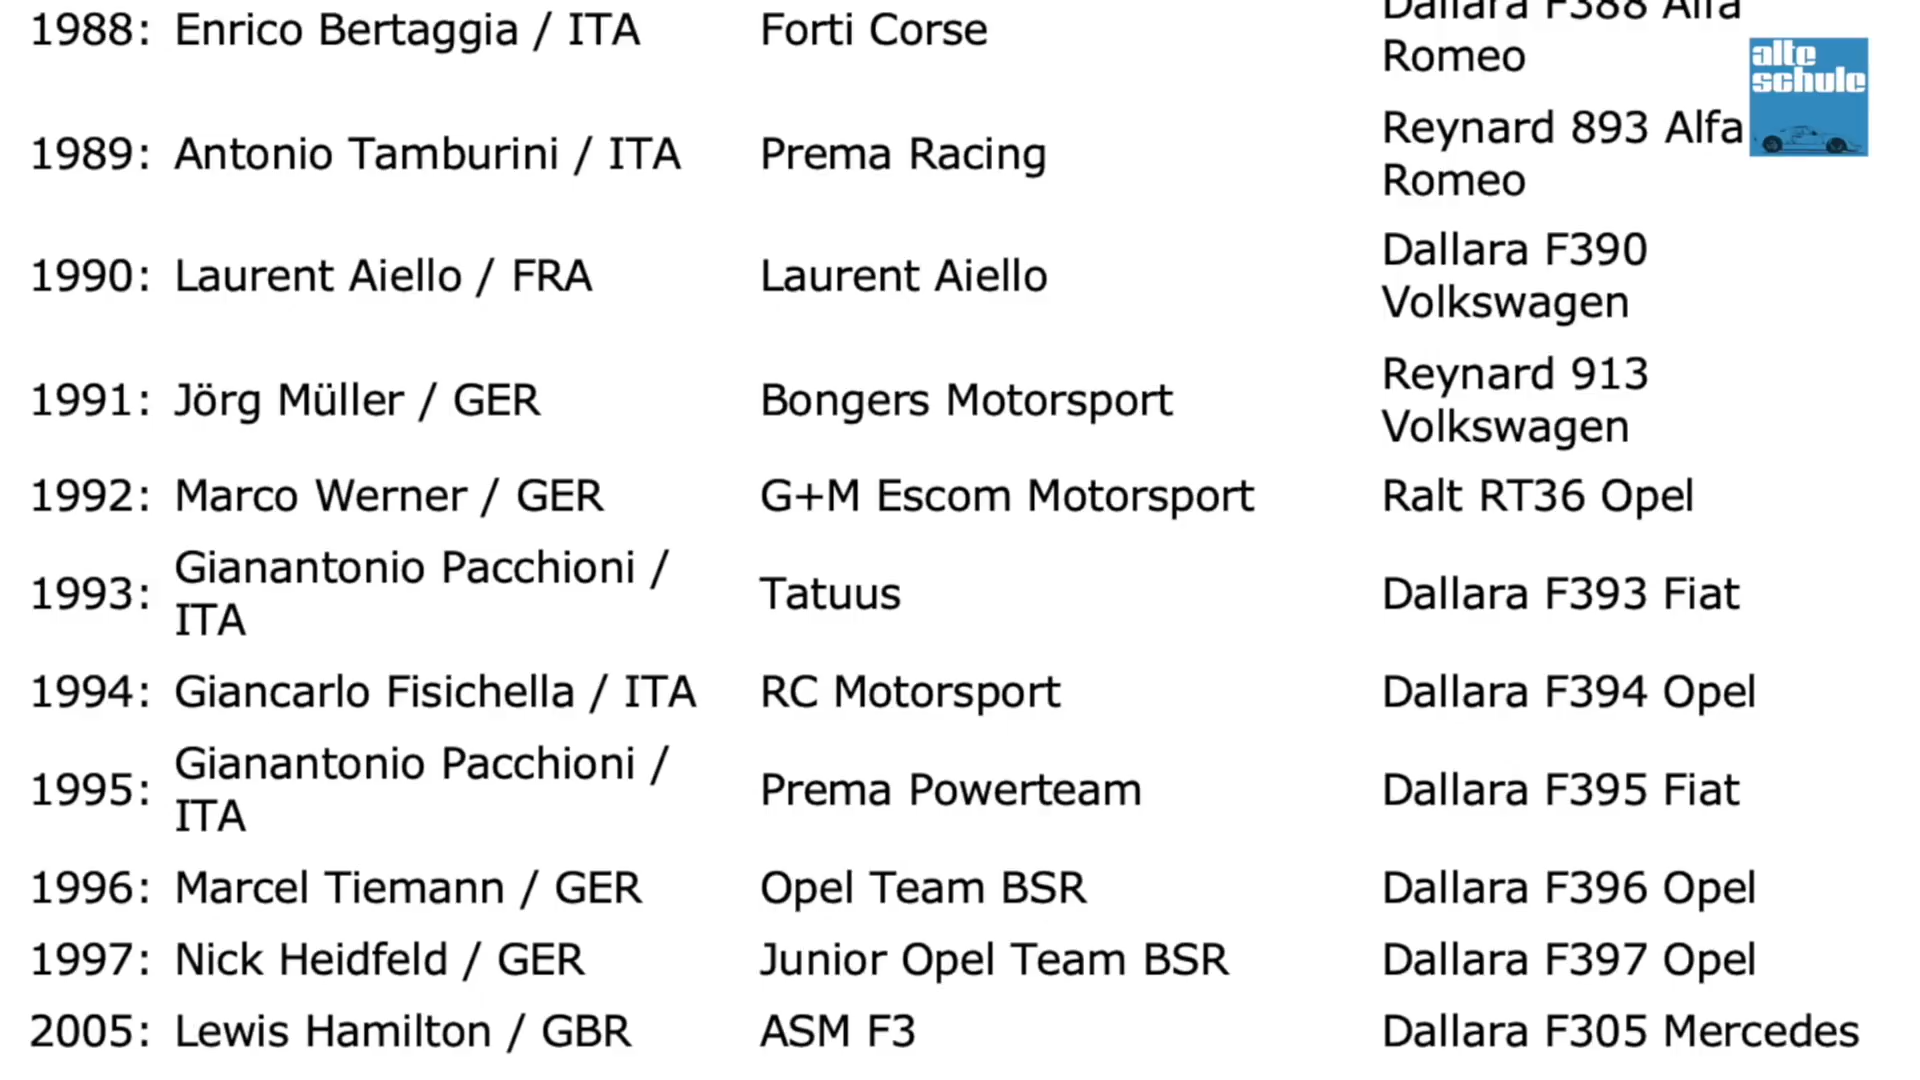 1988: Enrico Bertaggia / ITA Forti Corse Dallara F388 Alfa
Romeo
1989: Antonio Tamburini / ITA Prema Racing Reynard 893 Alfa
Romeo
1990: Laurent Aiello / FRA Laurent Aiello Dallara F390
Volkswagen
1991: Jörg Müller / GER Bongers Motorsport Reynard 913
Volkswagen
1992: Marco Werner / GER G+M Escom Motorsport Ralt RT36 Opel
1993: Gianantonio Pacchioni /
ITA Tatuus Dallara F393 Fiat
1994: Giancarlo Fisichella / ITA RC Motorsport Dallara F394 Opel
1995: Gianantonio Pacchioni /
ITA Prema Powerteam Dallara F395 Fiat
1996: Marcel Tiemann / GER Opel Team BSR Dallara F396 Opel
1997: Nick Heidfeld / GER Junior Opel Team BSR Dallara F397 Opel
2005: Lewis Hamilton / GBR ASM F3 Dallara F305 Mercedes
alte
schule